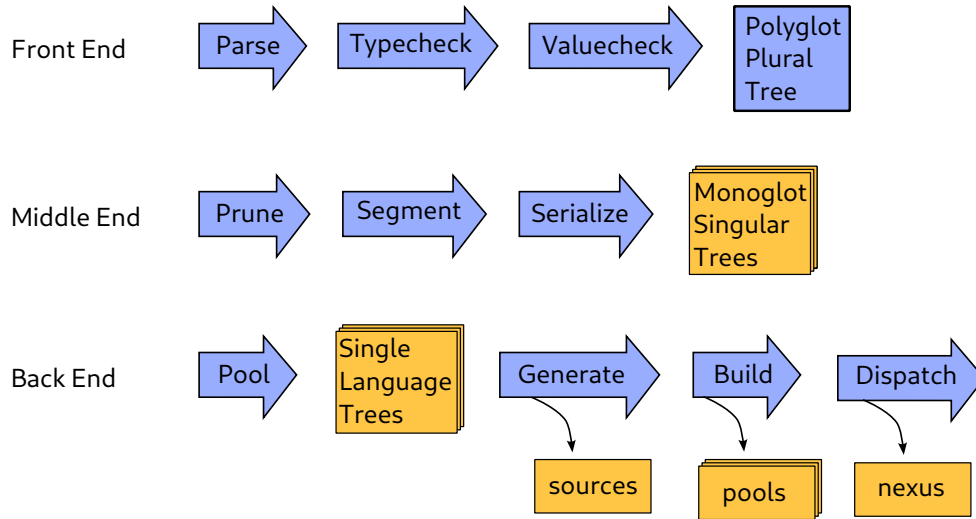 Front End
Parse
Typecheck
Valuecheck
Polyglot
Plural
Tree
Middle End
Prune
Segment
Serialize
Monoglot
Singular
Trees
Back End
Pool
Single
Language
Trees
Generate
Build
Dispatch
sources
pools
nexus